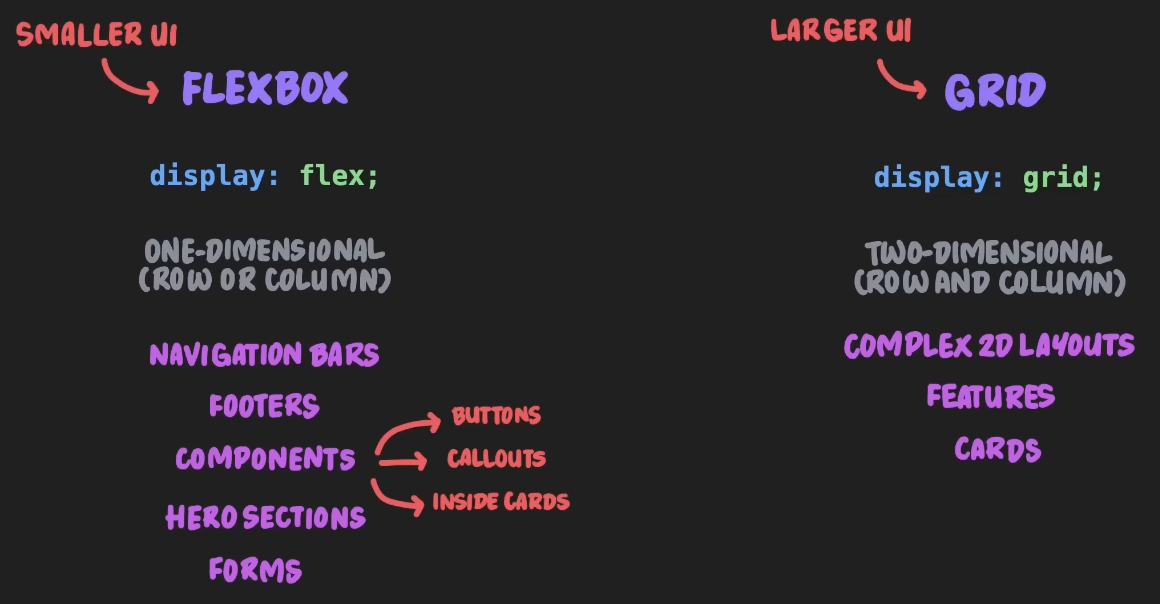 SMALLER UI
FLEXBOX
display: flex;
ONE-DIMENSIONAL
(ROW OR COLUMN)
NAVIGATION BARS
FOOTERS
COMPONENTS
BUTTONS
CALLOUTS
INSIDE CARDS
HERO SECTIONS
FORMS
LARGER UI
GRID
display: grid;
TWO-DIMENSIONAL
(ROW AND COLUMN)
COMPLEX 2D LAYOUTS
FEATURES
CARDS